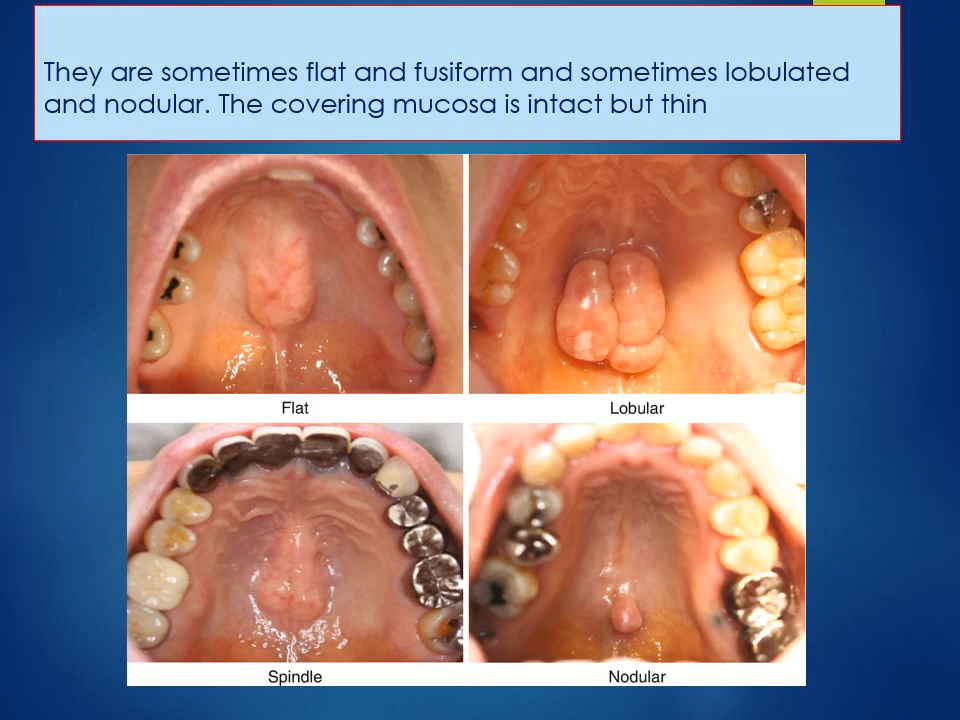 They are sometimes flat and fusiform and sometimes lobulated
and nodular. The covering mucosa is intact but thin
Flat
Lobular
Spindle
Nodular